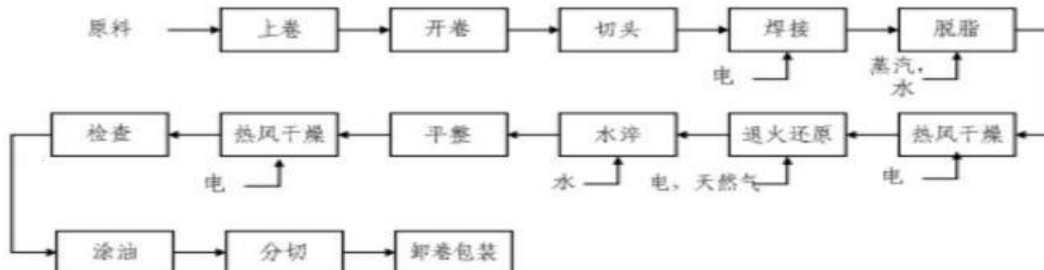 原料 上卷 开卷 切头 焊接 脱脂
电 蒸汽，
水
检查 热风干燥 平整 水淬 退火还原 热风干燥
电 水 电、天然气 电
涂油 分切 卸卷包装